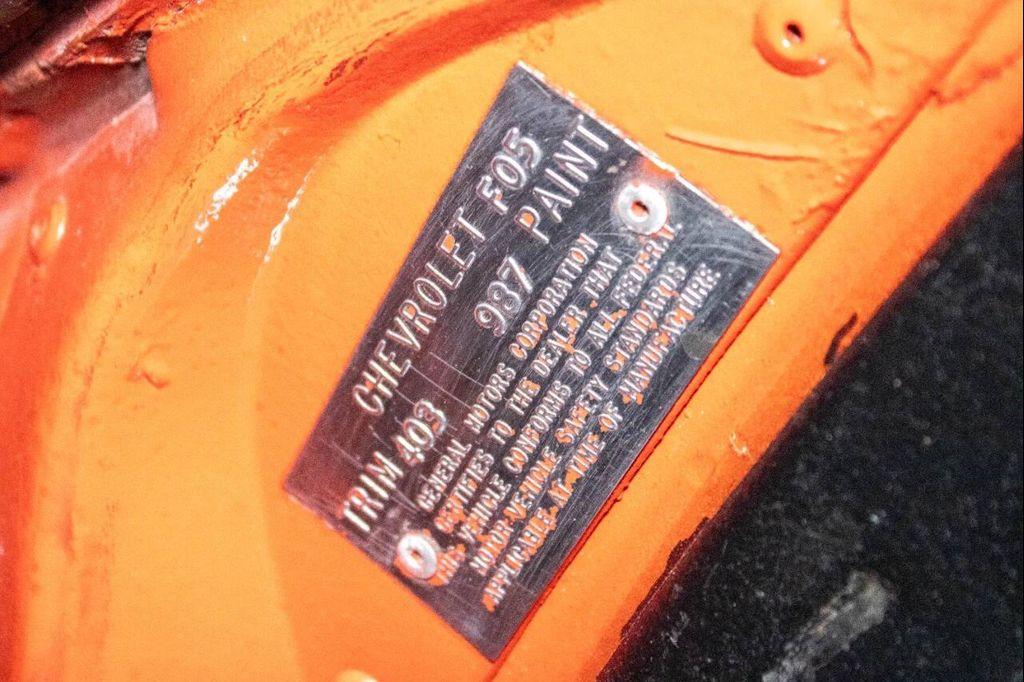 CHEVROLET F05
TRIM 403 987 PAINT
GENERAL MOTORS CORPORATION
CERTIFIES TO THE DEALER THAT
THIS VEHICLE CONFORMS TO ALL FEDERAL
MOTOR VEHICLE SAFETY STANDARDS
APPLICABLE AT TIME OF MANUFACTURE